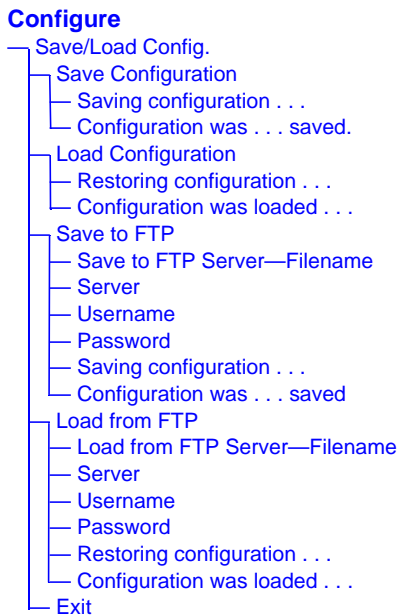 Configure
Save/Load Config.
Save Configuration
Saving configuration . . .
Configuration was . . . saved.
Load Configuration
Restoring configuration . . .
Configuration was loaded . . .
Save to FTP
Save to FTP Server—Filename
Server
Username
Password
Saving configuration . . .
Configuration was . . . saved
Load from FTP
Load from FTP Server—Filename
Server
Username
Password
Restoring configuration . . .
Configuration was loaded . . .
Exit